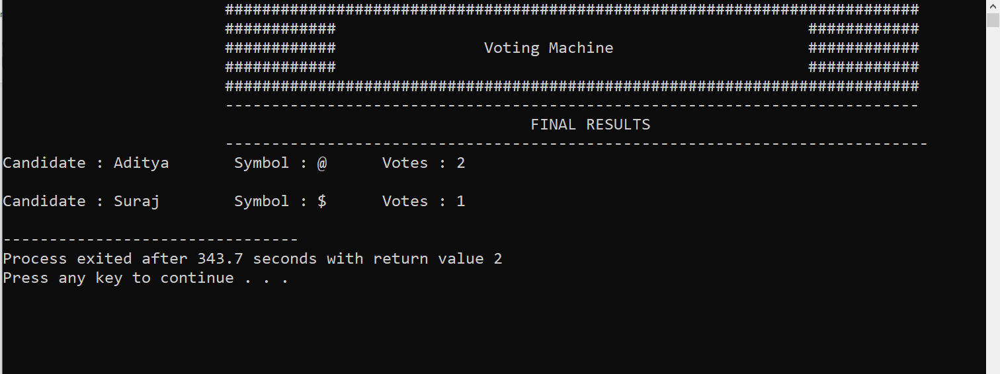 ###########################################################################
############                                                   ############
############                Voting Machine                     ############
############                                                   ############
###########################################################################
---------------------------------------------------------------------------
FINAL RESULTS
----------------------------------------------------------------------------
Candidate : Aditya       Symbol : @      Votes : 2
Candidate : Suraj        Symbol : $      Votes : 1
--------------------------------
Process exited after 343.7 seconds with return value 2
Press any key to continue . . .